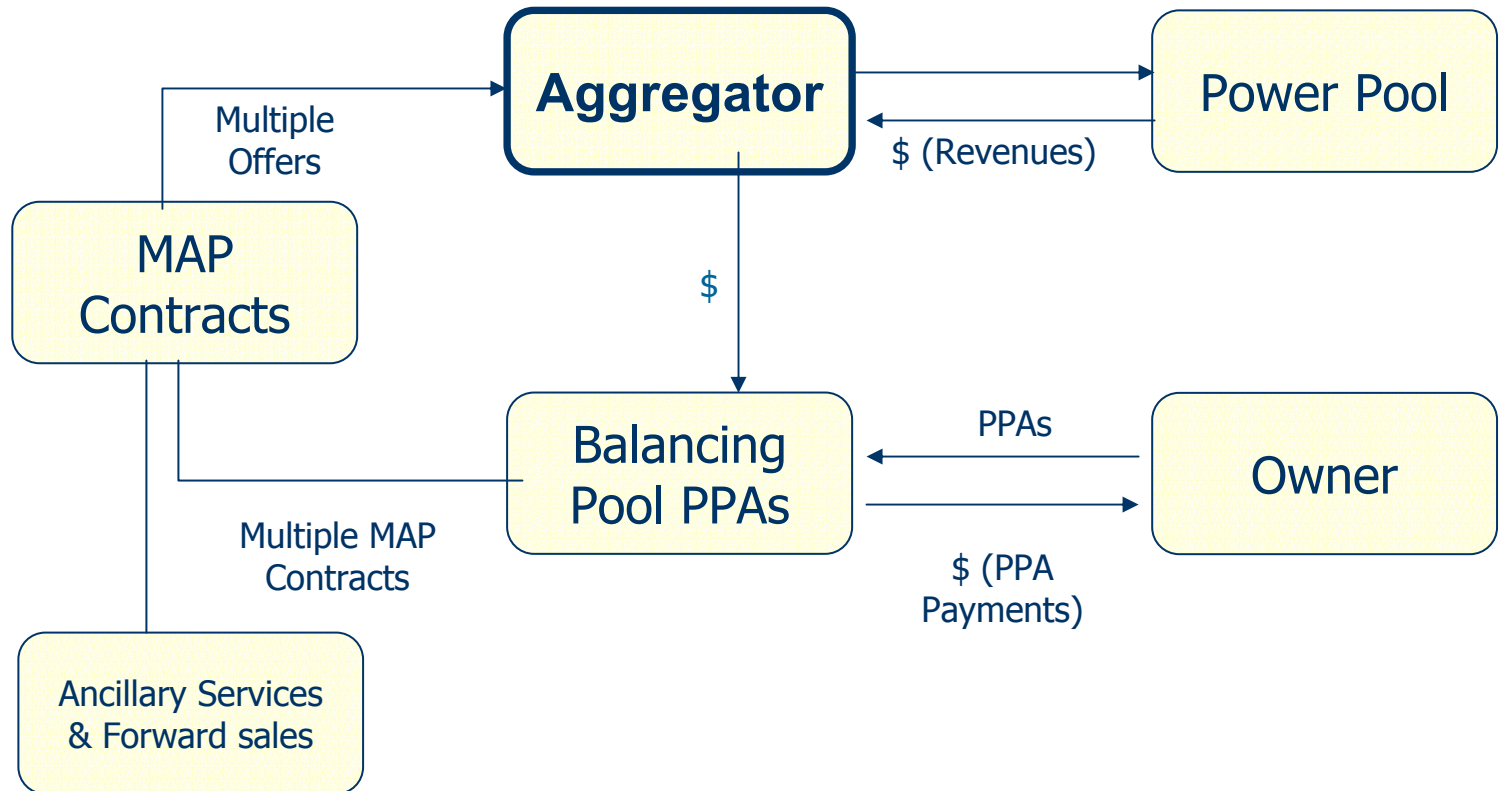 Aggregator
Power Pool
Multiple
Offers
$ (Revenues)
MAP
Contracts
$
Balancing
Pool PPAs
PPAs
Owner
Multiple MAP
Contracts
$ (PPA
Payments)
Ancillary Services
& Forward sales